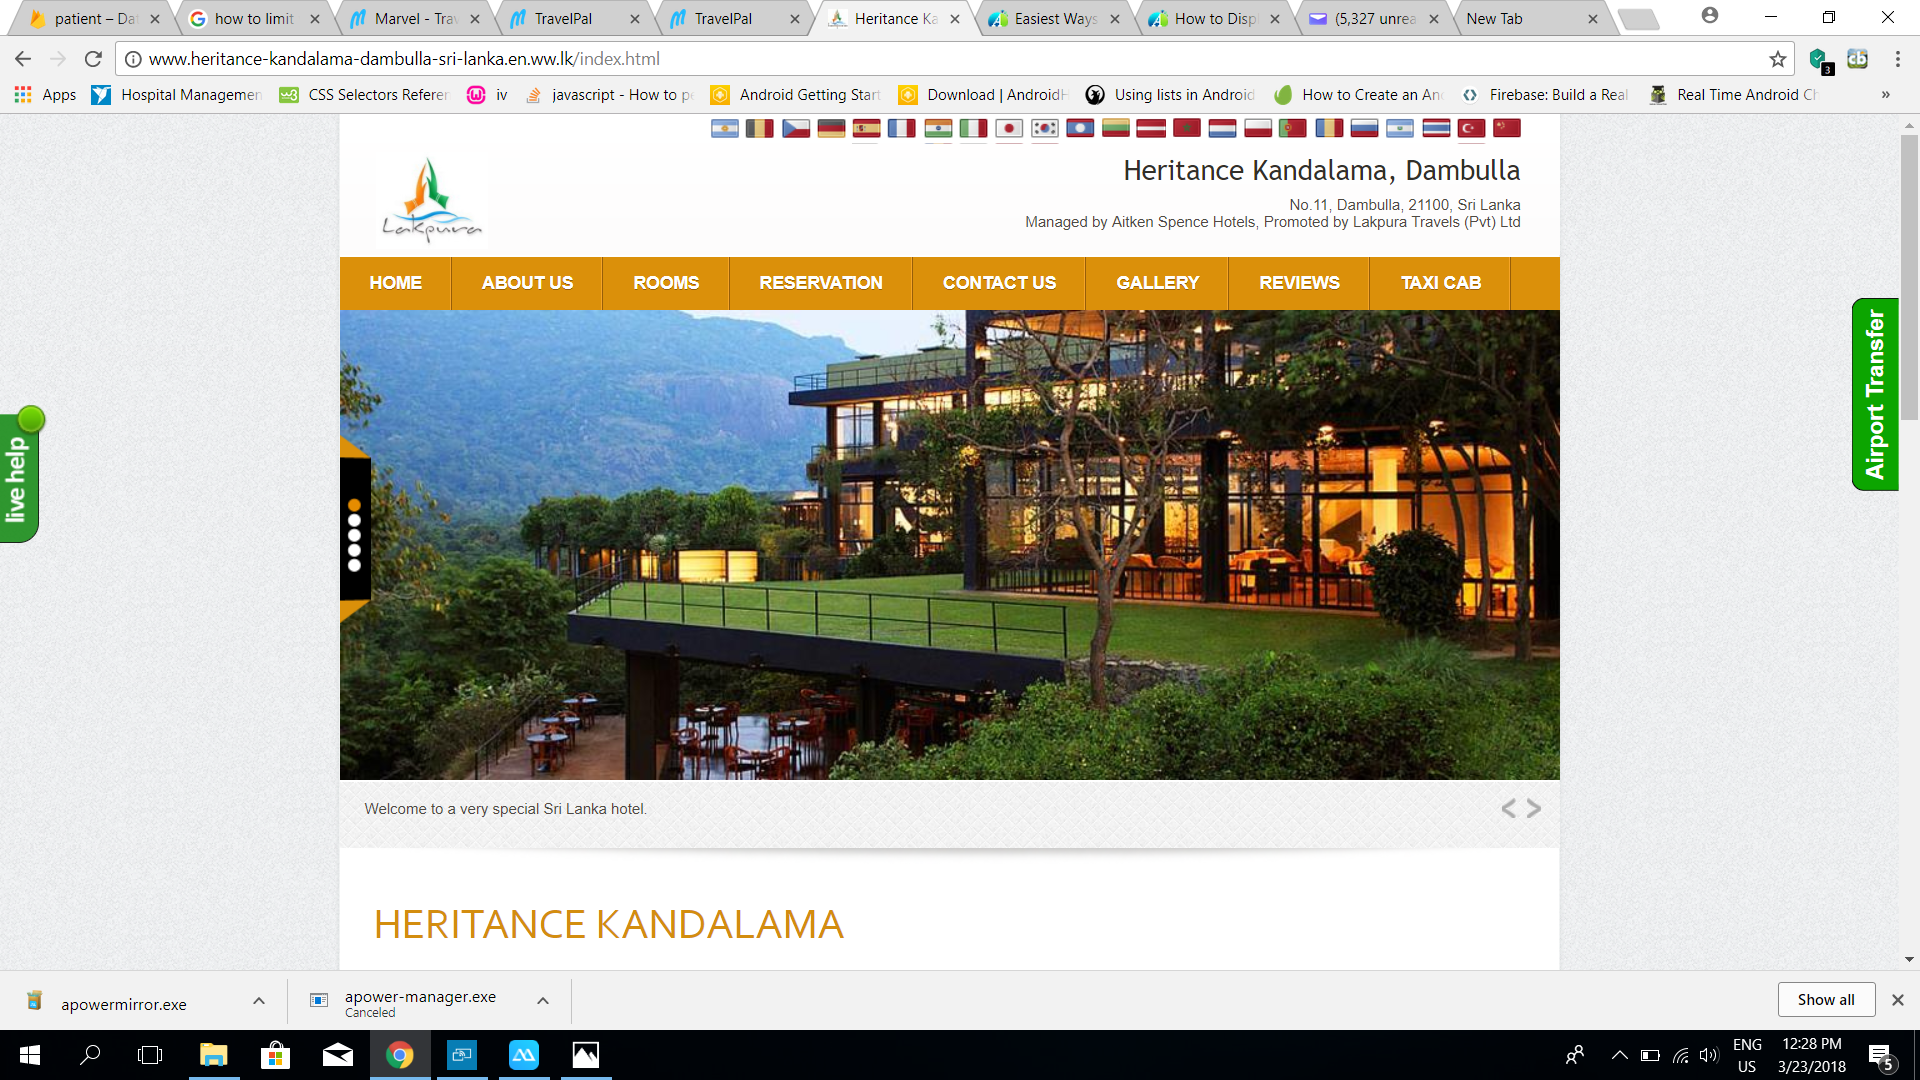 patient – Da
how to limit
Marvel - Tra
TravelPal
TravelPal
Heritance Ka
Easiest Ways
How to Disp
(5,327 unrea
New Tab
www.heritance-kandalama-dambulla-sri-lanka.en.ww.lk/index.html
3
cb
Apps
Hospital Managemen
CSS Selectors Referen
iv
javascript - How to pe
Android Getting Start
Download | AndroidH
Using lists in Android
How to Create an And
Firebase: Build a Real
Real Time Android Ch
»
Lakpura
Heritance Kandalama, Dambulla
No.11, Dambulla, 21100, Sri Lanka
Managed by Aitken Spence Hotels, Promoted by Lakpura Travels (Pvt) Ltd
HOME
ABOUT US
ROOMS
RESERVATION
CONTACT US
GALLERY
REVIEWS
TAXI CAB
live help
Airport Transfer
Welcome to a very special Sri Lanka hotel.
HERITANCE KANDALAMA
apowermirror.exe
apower-manager.exe
Canceled
Show all
ENG
US
12:28 PM
3/23/2018
5